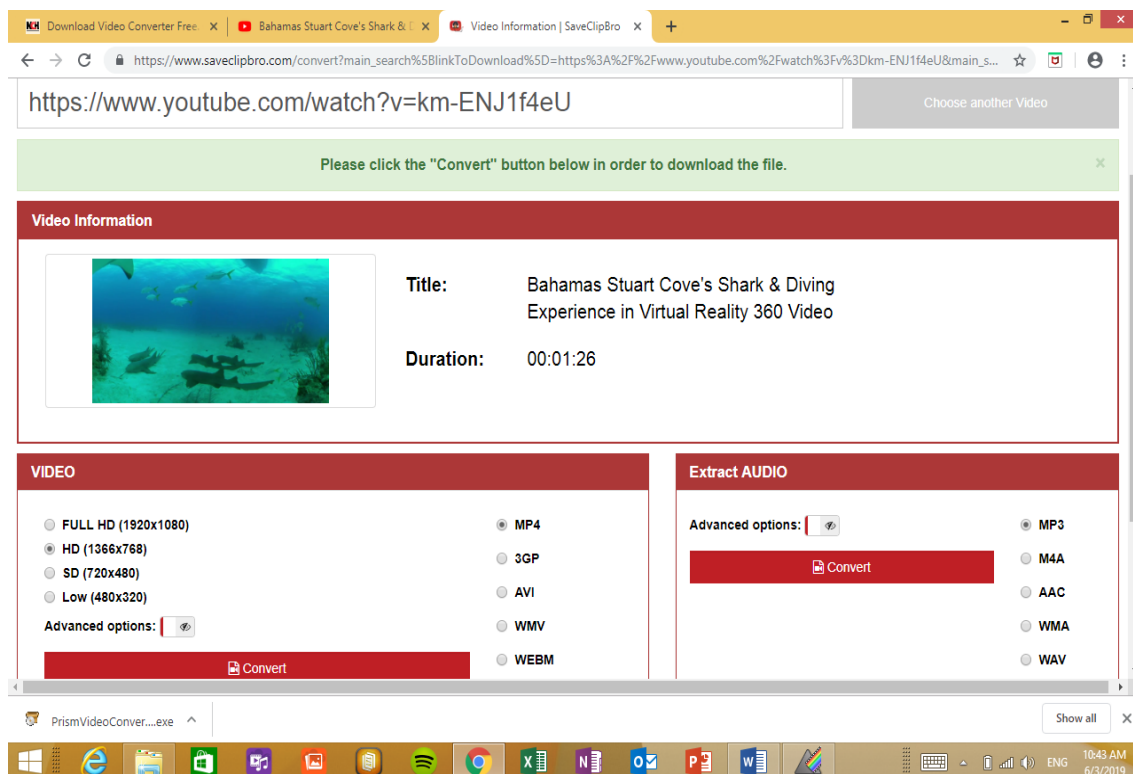 NCH Download Video Converter Free.
Bahamas Stuart Cove's Shark & D
Video Information | SaveClipBro
https://www.saveclipbro.com/convert?main_search%5BlinkToDownload%5D=https%3A%2F%2Fwww.youtube.com%2Fwatch%3Fv%3Dkm-ENJ1f4eU&main_s...
https://www.youtube.com/watch?v=km-ENJ1f4eU
Choose another Video
Please click the "Convert" button below in order to download the file.
Video Information
Title: Bahamas Stuart Cove's Shark & Diving
Experience in Virtual Reality 360 Video
Duration: 00:01:26
VIDEO
FULL HD (1920x1080)
HD (1366x768)
SD (720x480)
Low (480x320)
Advanced options:
Convert
MP4
3GP
AVI
WMV
WEBM
Extract AUDIO
Advanced options:
Convert
MP3
M4A
AAC
WMA
WAV
PrismVideoConver....exe
Show all
ENG
10:43 AM
6/3/2019